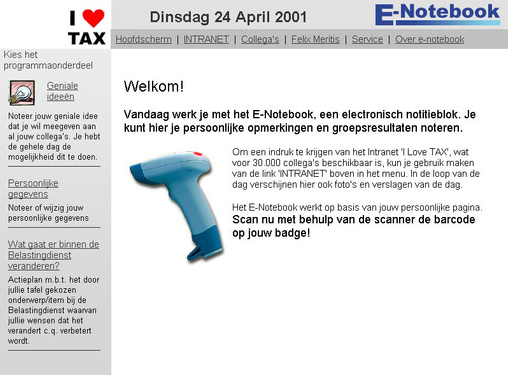 I ♥
TAX
Dinsdag 24 April 2001
E-Notebook
Hoofdscherm | INTRANET | Collega's | Felix Meritis | Service | Over e-notebook
Kies het
programmaonderdeel
Geniale
ideeën
Noteer jouw geniale idee
dat je wil meegeven aan
al jouw collega's. Je hebt
de gehele dag de
mogelijkheid dit te doen.
Persoonlijke
gegevens
Noteer of wijzig jouw
persoonlijke gegevens
Wat gaat er binnen de
Belastingdienst
veranderen?
Actieplan m.b.t. het door
jullie tafel gekozen
onderwerp/item bij de
Belastingdienst waarvan
jullie wensen dat het
verandert c.q. verbetert
wordt.
Welkom!
Vandaag werk je met het E-Notebook, een electronisch notitieblok. Je
kunt hier je persoonlijke opmerkingen en groepsresultaten noteren.
Om een indruk te krijgen van het Intranet 'I Love TAX', wat
voor 30.000 collega's beschikbaar is, kun je gebruik maken
van de link 'INTRANET' boven in het menu. In de loop van de
dag verschijnen hier ook foto's en verslagen van de dag.
Het E-Notebook werkt op basis van jouw persoonlijke pagina.
Scan nu met behulp van de scanner de barcode
op jouw badge!